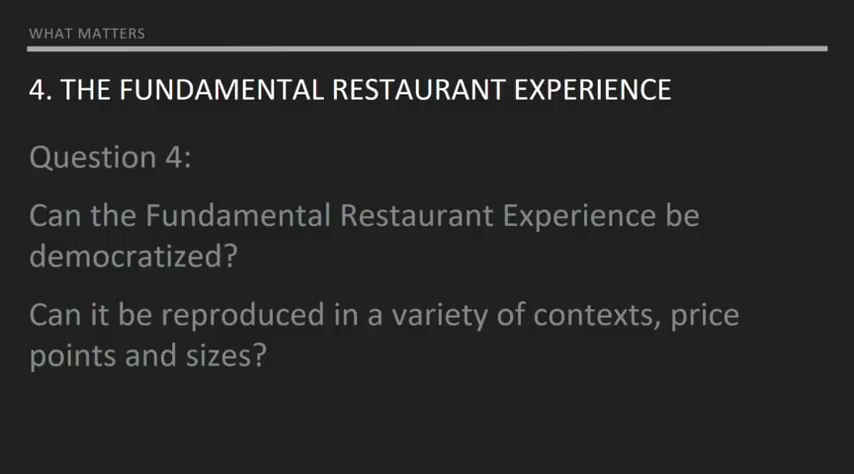 WHAT MATTERS
4. THE FUNDAMENTAL RESTAURANT EXPERIENCE
Question 4:
Can the Fundamental Restaurant Experience be
democratized?
Can it be reproduced in a variety of contexts, price
points and sizes?